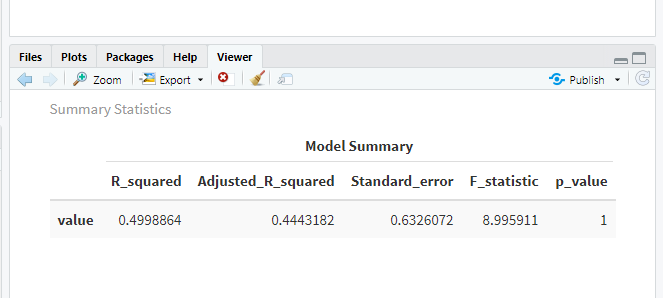 Files Plots Packages Help Viewer
Zoom Export Publish
Summary Statistics
Model Summary
R_squared Adjusted_R_squared Standard_error F_statistic p_value
value 0.4998864 0.4443182 0.6326072 8.995911 1